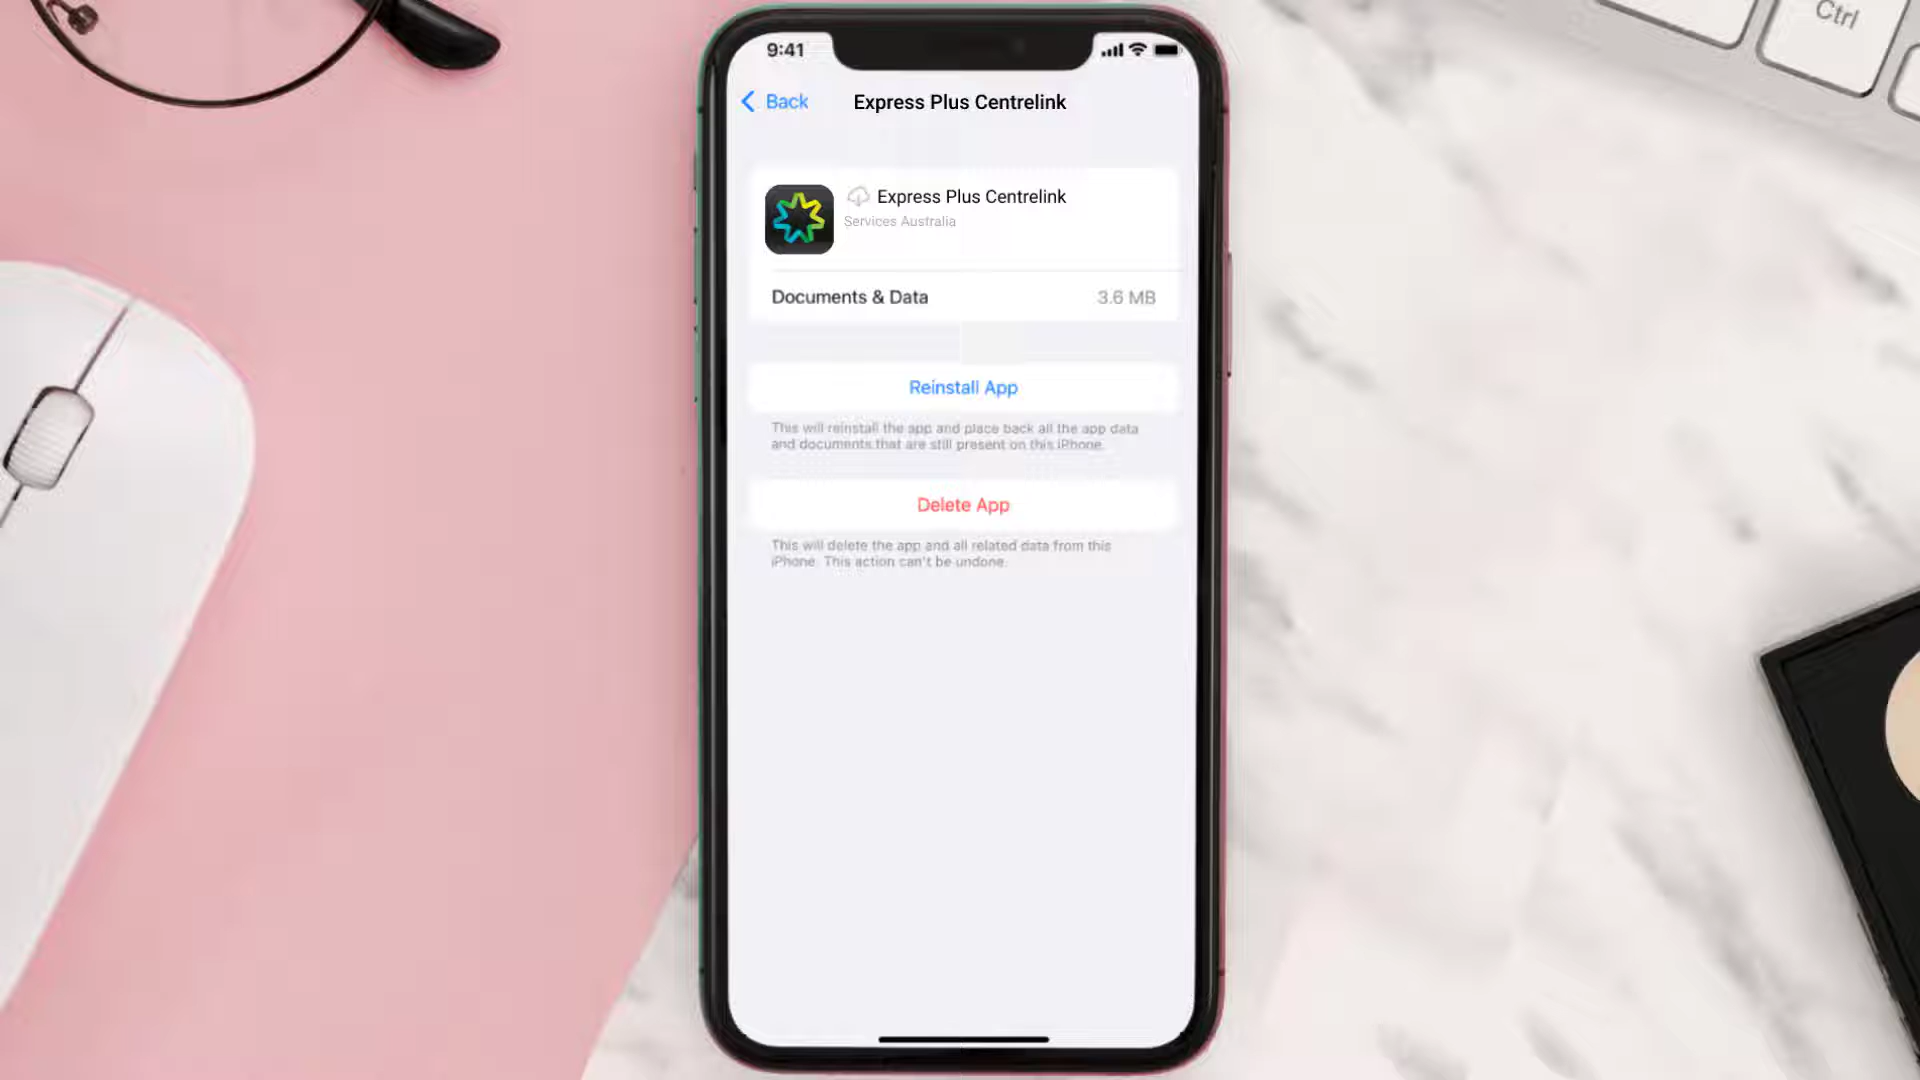 Ctrl
9:41
Back
Express Plus Centrelink
Express Plus Centrelink
Services Australia
Documents & Data
3.6 MB
Reinstall App
This will reinstall the app and place back all the app data
and documents that are still present on this iPhone.
Delete App
This will delete the app and all related data from this
iPhone. This action can't be undone.